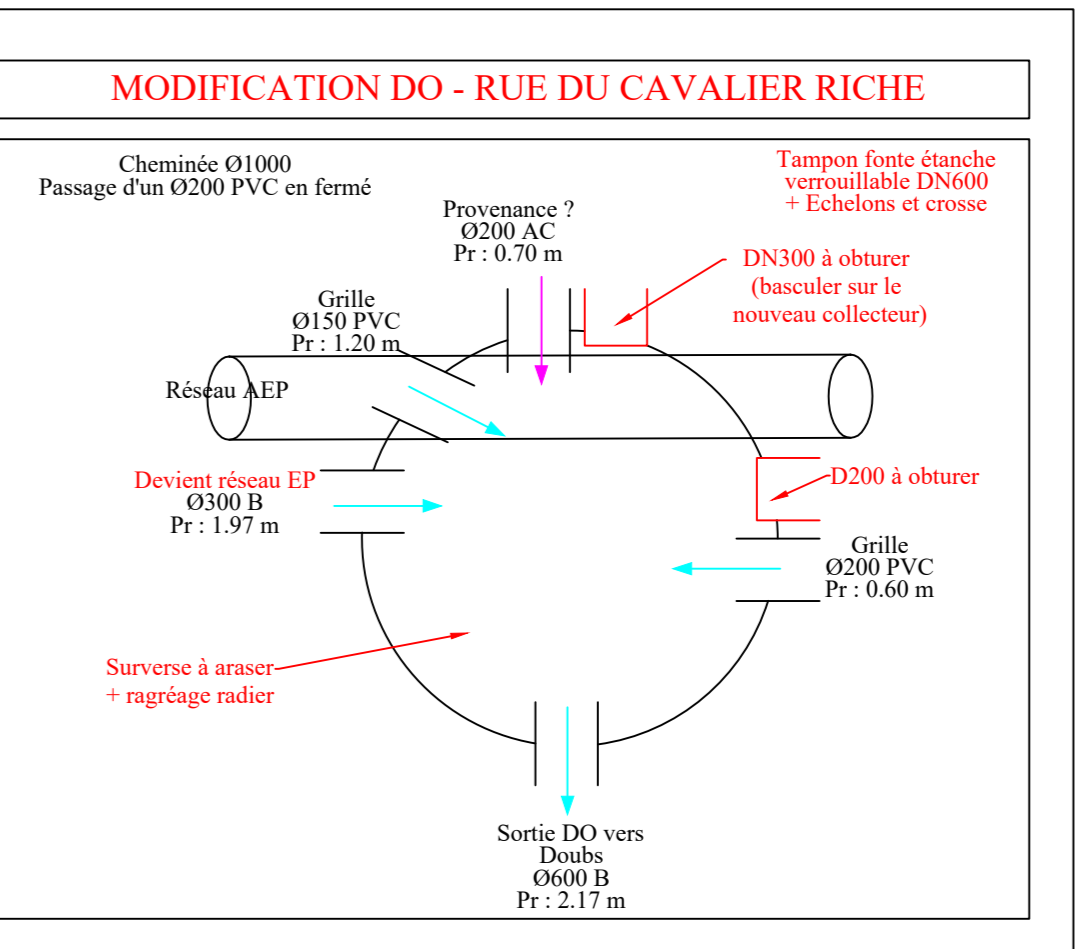 MODIFICATION DO - RUE DU CAVALIER RICHE
Cheminée Ø1000
Passage d'un Ø200 PVC en fermé
Tampon fonte étanche
verrouillable DN600
+ Echelons et crosse
Provenance ?
Ø200 AC
Pr : 0.70 m
DN300 à obturer
(basculer sur le
nouveau collecteur)
Grille
Ø150 PVC
Pr : 1.20 m
Réseau AEP
Devient réseau EP
Ø300 B
Pr : 1.97 m
D200 à obturer
Grille
Ø200 PVC
Pr : 0.60 m
Surverse à araser
+ ragréage radier
Sortie DO vers
Doubs
Ø600 B
Pr : 2.17 m